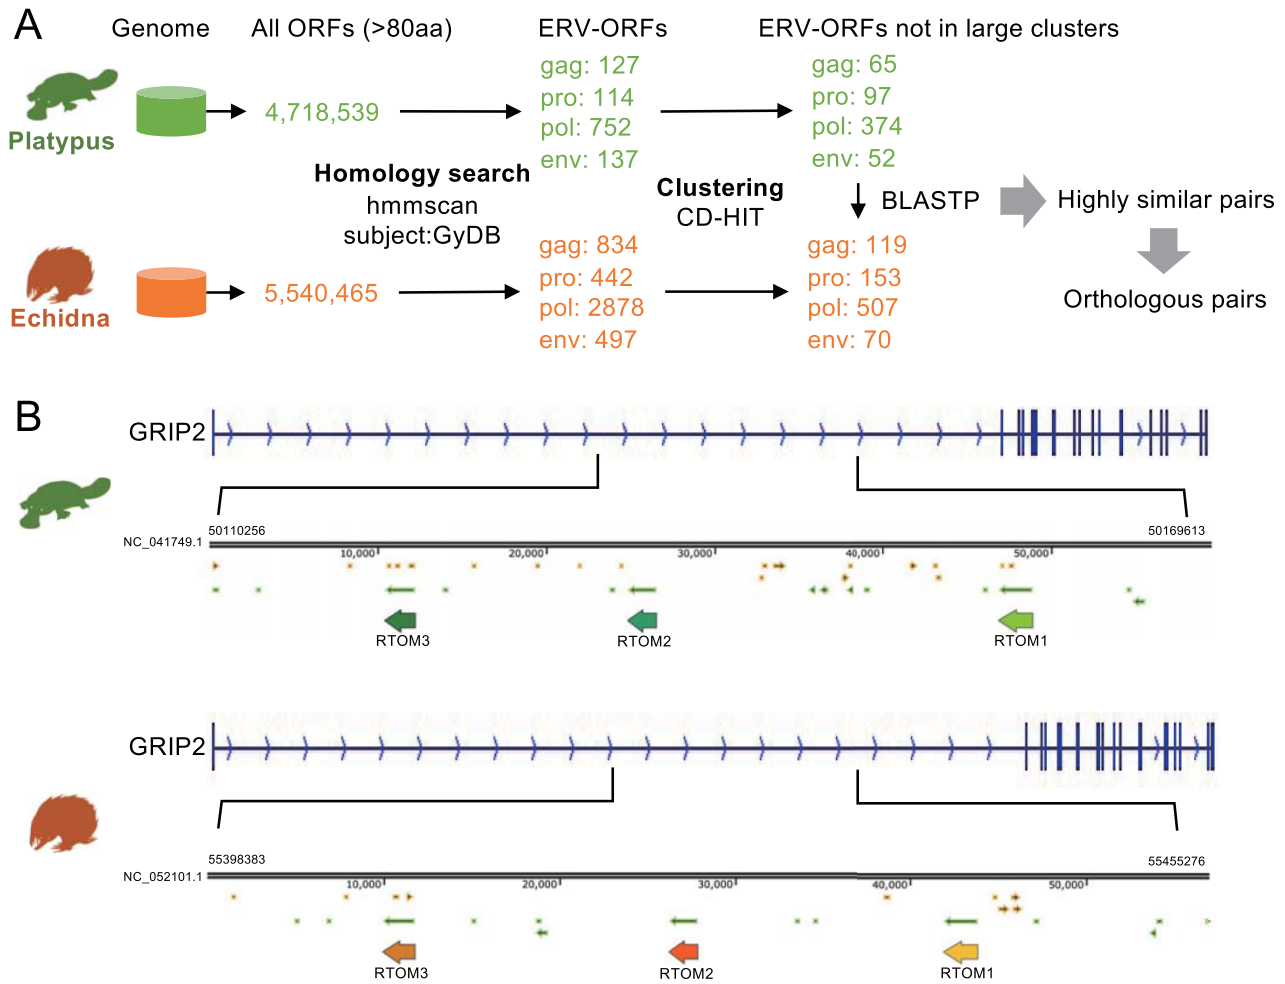 A
Genome
All ORFs (>80aa)
ERV-ORFs
ERV-ORFs not in large clusters
Platypus
4,718,539
gag: 127
pro: 114
pol: 752
env: 137
gag: 65
pro: 97
pol: 374
env: 52
Homology search
hmmscan
subject:GyDB
Clustering
CD-HIT
BLASTP
Highly similar pairs
Orthologous pairs
Echidna
5,540,465
gag: 834
pro: 442
pol: 2878
env: 497
gag: 119
pro: 153
pol: 507
env: 70
B
GRIP2
50110256
50169613
NC_041749.1
10,000
20,000
30,000
40,000
50,000
RTOM3
RTOM2
RTOM1
GRIP2
55398383
55455276
NC_052101.1
10,000
20,000
30,000
40,000
50,000
RTOM3
RTOM2
RTOM1